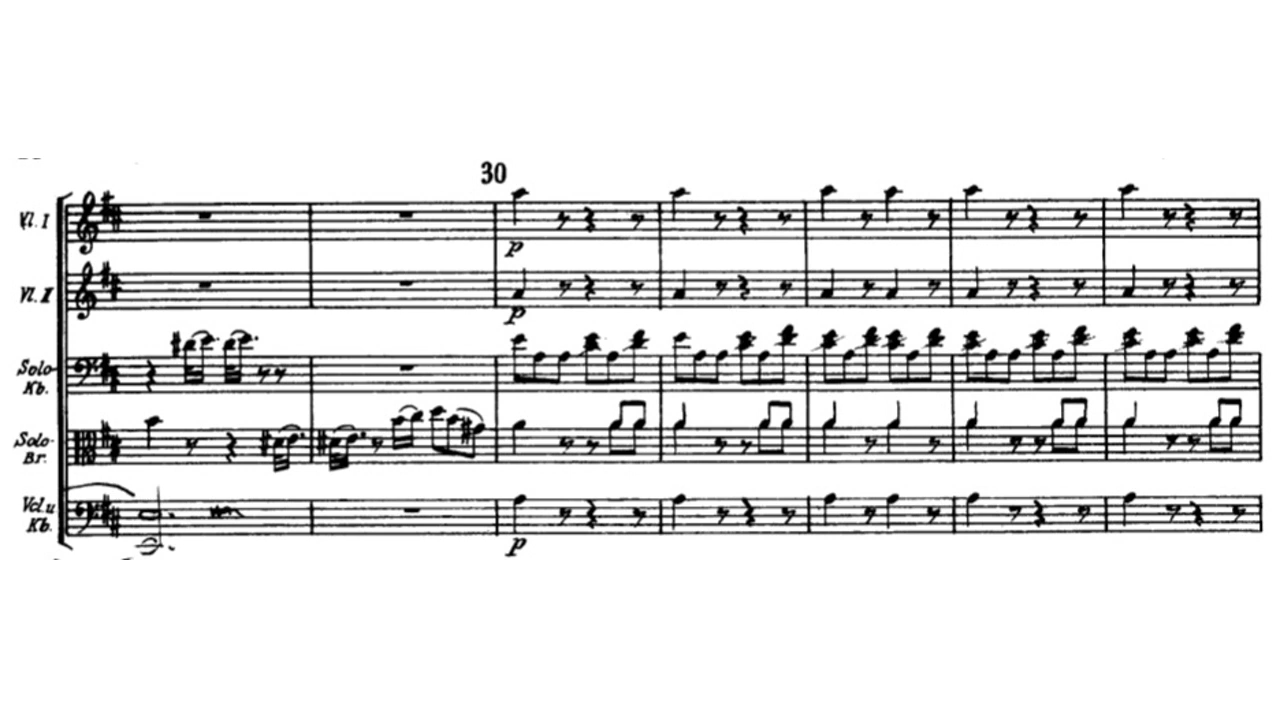 30
Vl. I
p
Vl. II
p
Solo
Kb.
Solo-
Br.
Vcl. u
Kb.
p